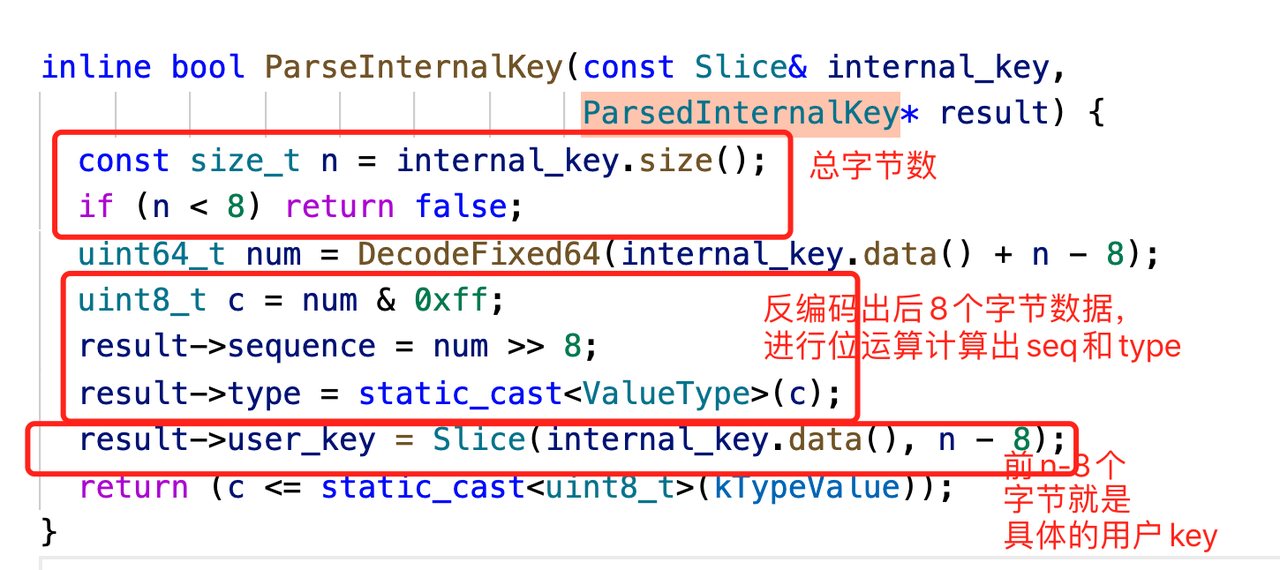 inline bool ParseInternalKey(const Slice& internal_key,
ParsedInternalKey* result) {
const size_t n = internal_key.size();
总字节数
if (n < 8) return false;
uint64_t num = DecodeFixed64(internal_key.data() + n - 8);
uint8_t c = num & 0xff;
反编码出后8个字节数据，
result->sequence = num >> 8;
进行位运算计算出seq和type
result->type = static_cast<ValueType>(c);
result->user_key = Slice(internal_key.data(), n - 8);
前n-8个
return (c <= static_cast<uint8_t>(kTypeValue));
字节就是
具体的用户key
}